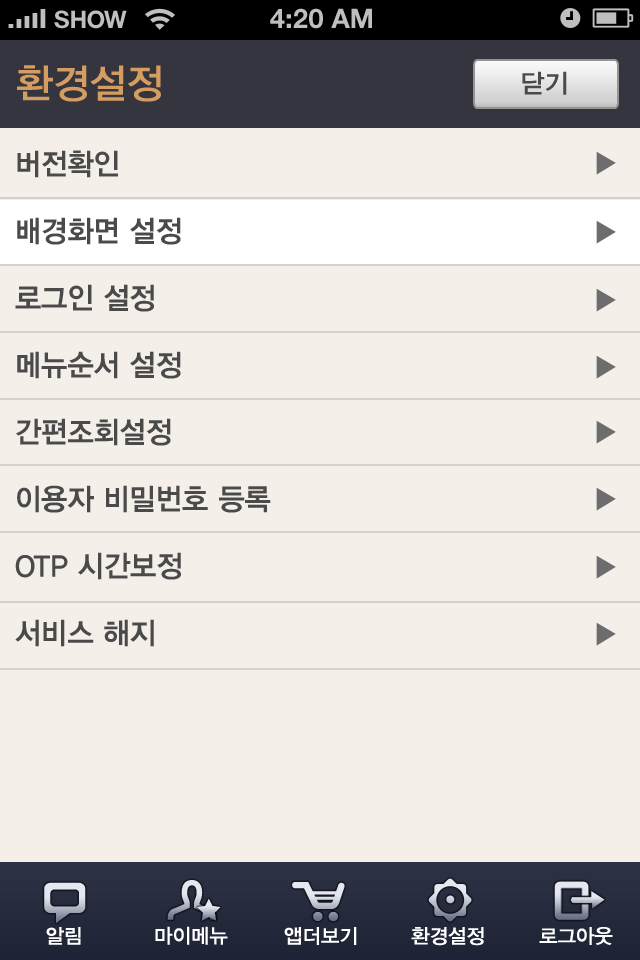 SHOW 4:20 AM
환경설정 닫기
버전확인
배경화면 설정
로그인 설정
메뉴순서 설정
간편조회설정
이용자 비밀번호 등록
OTP 시간보정
서비스 해지
알림 마이메뉴 앱더보기 환경설정 로그아웃